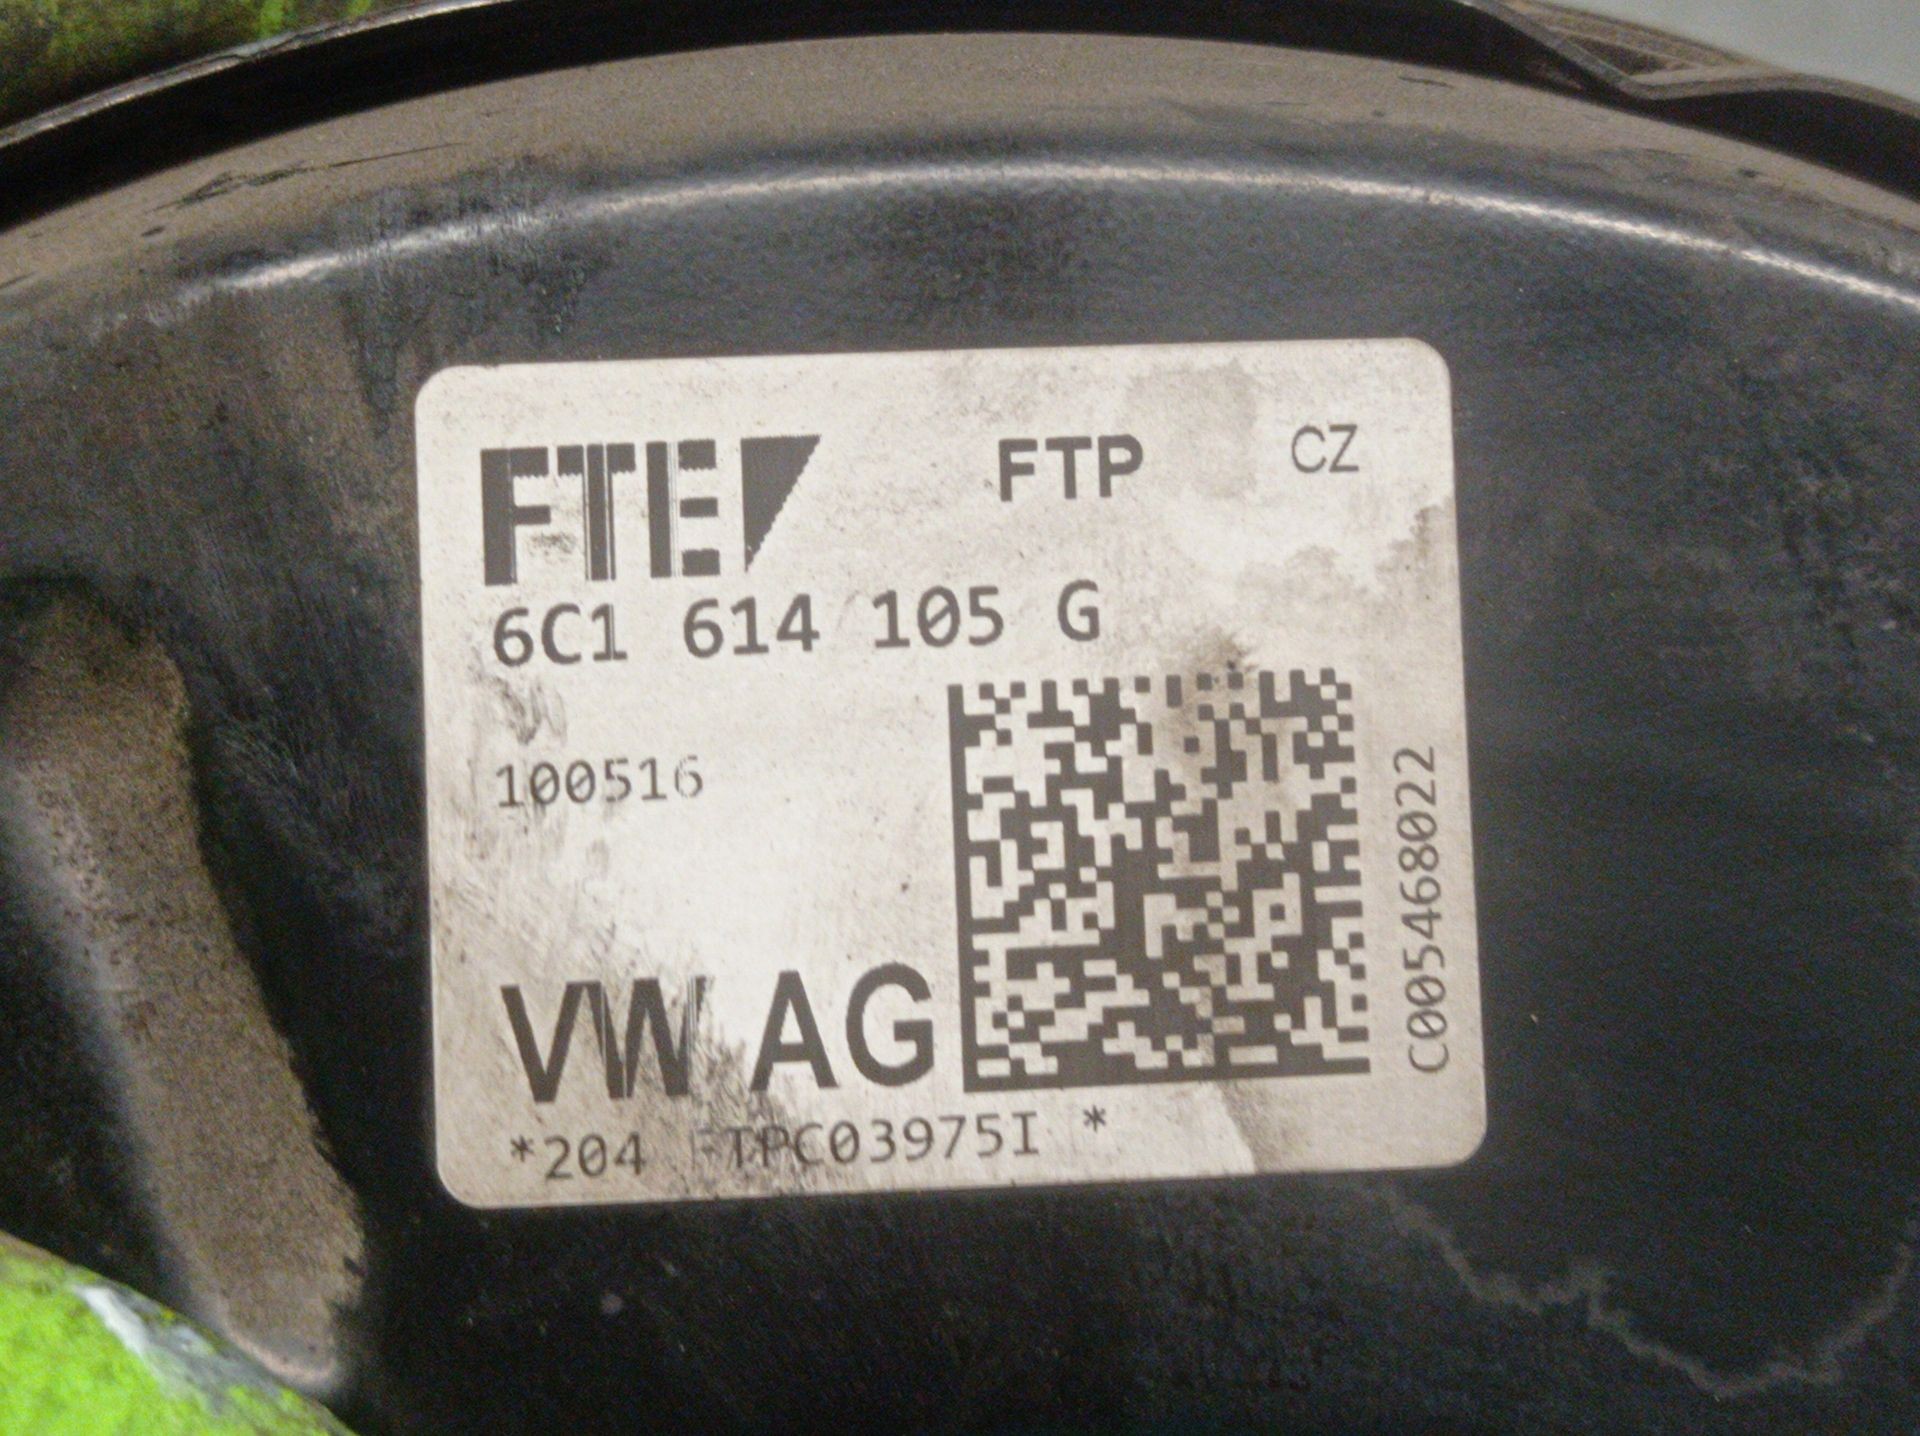 FTE FTP CZ
6C1 614 105 G
100516
C005468022
VW AG
*204 FTPC03975I *